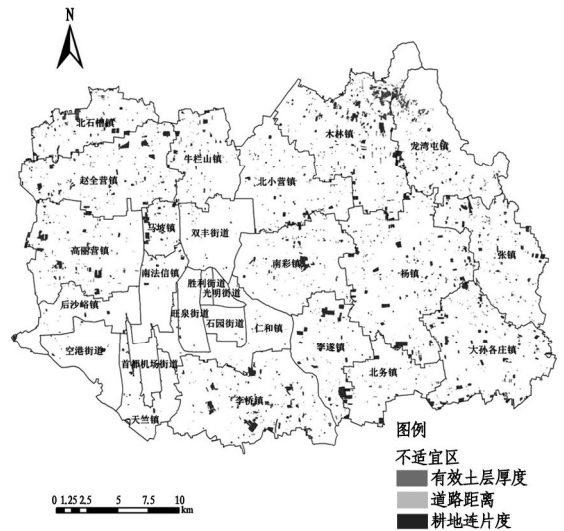 N
北石槽镇
木林镇
龙湾屯镇
牛栏山镇
赵全营镇
北小营镇
马坡镇
双丰街道
高丽营镇
张镇
南彩镇
杨镇
南法信镇
胜利街道
光明街道
后沙峪镇
旺泉街道
石园街道
仁和镇
空港街道
首都机场街道
李遂镇
大孙各庄镇
北务镇
李桥镇
天竺镇
图例
不适宜区
有效土层厚度
道路距离
耕地连片度
0 1.25 2.5 5 7.5 10
km